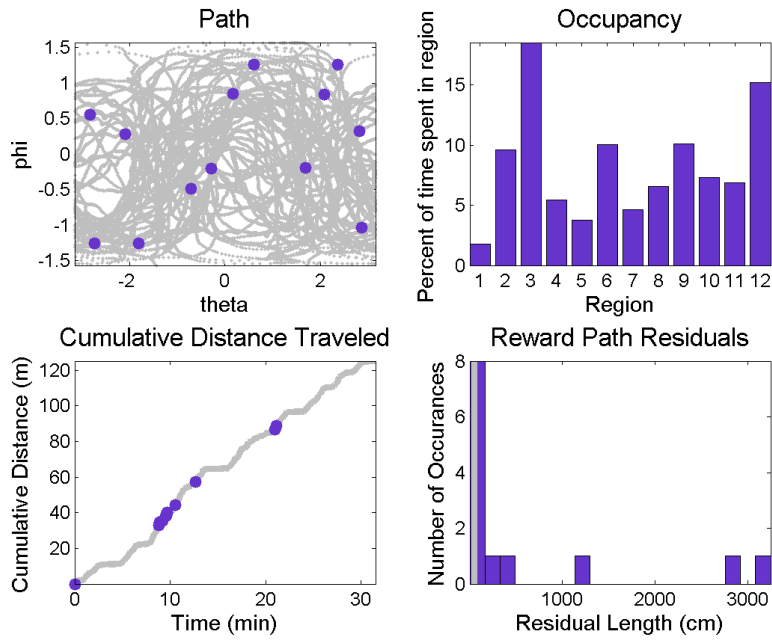 Path
1.5
1
0.5
0
-0.5
-1
-1.5
phi
-2 0 2
theta
Occupancy
15
10
5
0
Percent of time spent in region
1 2 3 4 5 6 7 8 9 10 11 12
Region
Cumulative Distance Traveled
120
100
80
60
40
20
Cumulative Distance (m)
0 10 20 30
Time (min)
Reward Path Residuals
8
6
4
2
0
Number of Occurances
1000 2000 3000
Residual Length (cm)